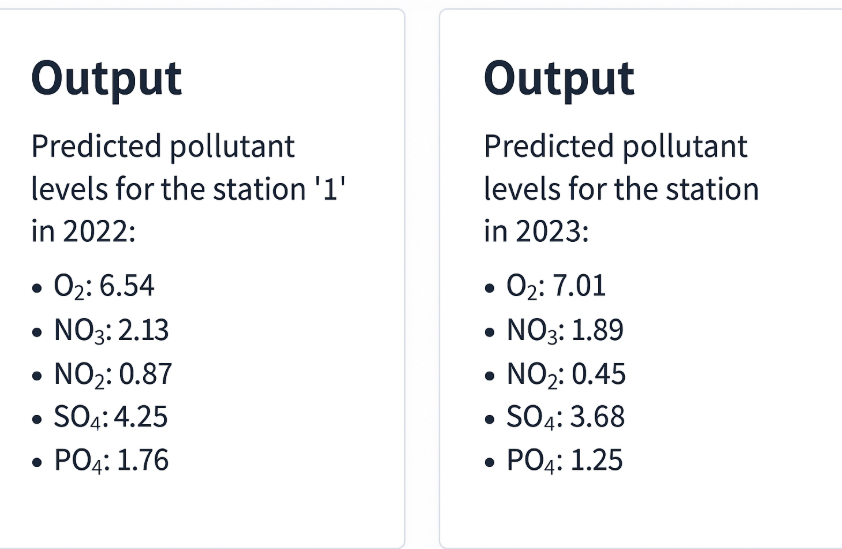 Output
Predicted pollutant
levels for the station '1'
in 2022:
• O₂: 6.54
• NO₃: 2.13
• NO₂: 0.87
• SO₄: 4.25
• PO₄: 1.76
Output
Predicted pollutant
levels for the station
in 2023:
• O₂: 7.01
• NO₃: 1.89
• NO₂: 0.45
• SO₄: 3.68
• PO₄: 1.25